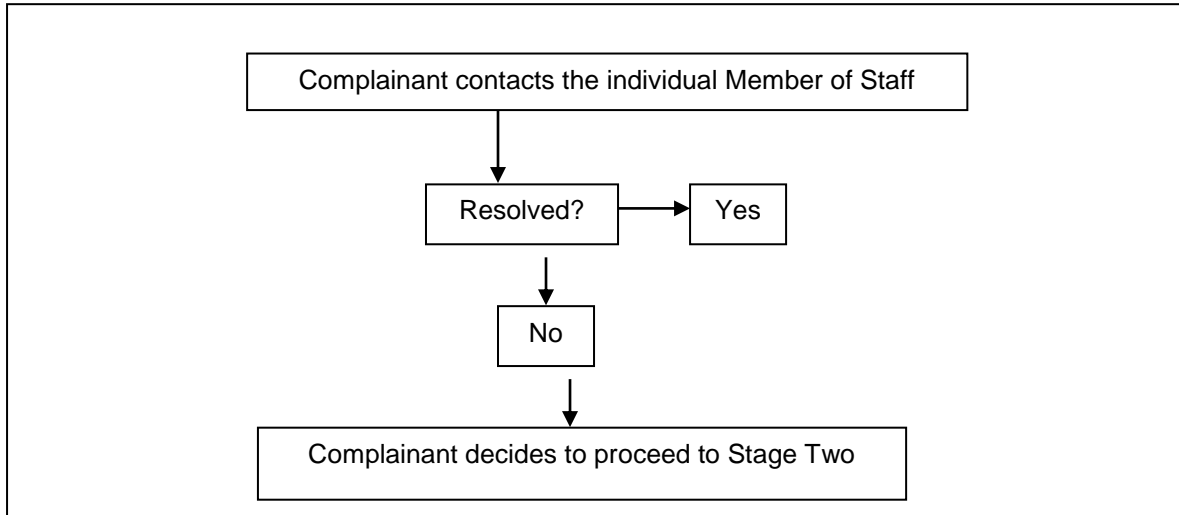 Complainant contacts the individual Member of Staff
Resolved?
Yes
No
Complainant decides to proceed to Stage Two